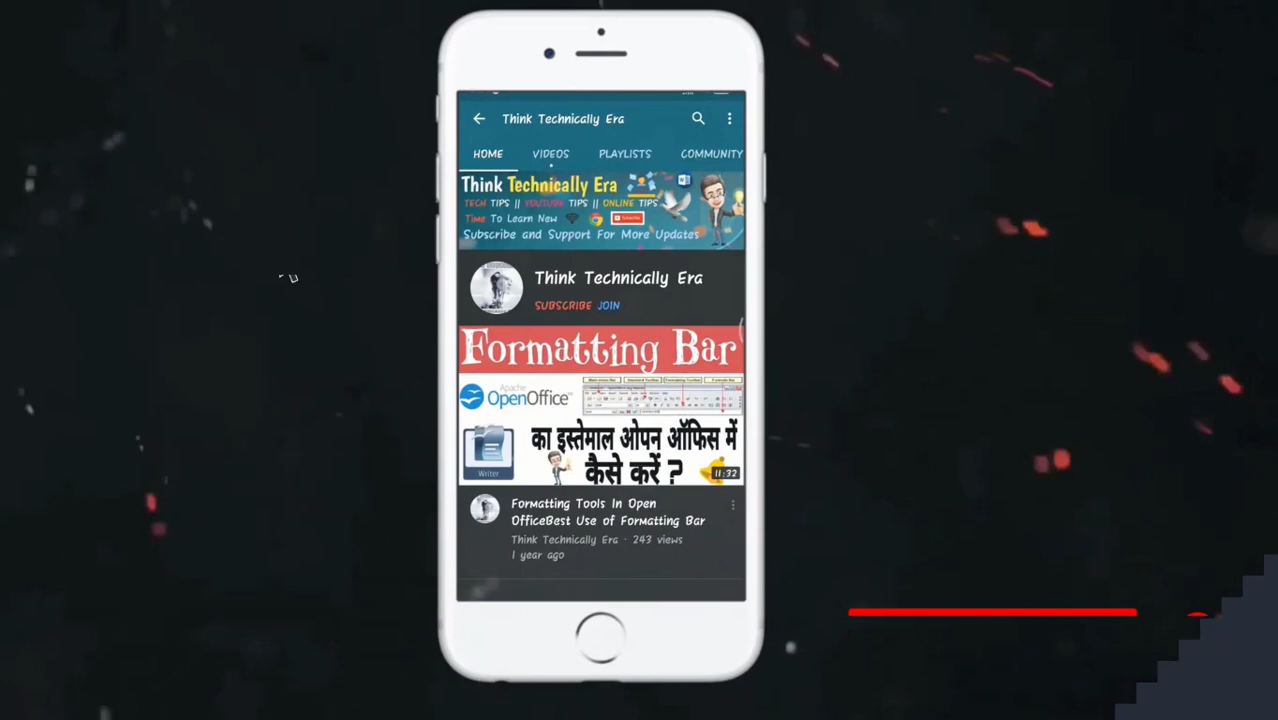 Think Technically Era
HOME VIDEOS PLAYLISTS COMMUNITY
Think Technically Era
TECH TIPS || YOUTUBE TIPS || ONLINE TIPS
Time To Learn New
Subscribe
Subscribe and Support For More Updates
Think Technically Era
SUBSCRIBE JOIN
Formatting Bar
Apache
OpenOffice
का इस्तेमाल ओपन ऑफिस में
कैसे करें ?
Writer
11:32
Formatting Tools In Open
OfficeBest Use of Formatting Bar
Think Technically Era · 243 views
1 year ago